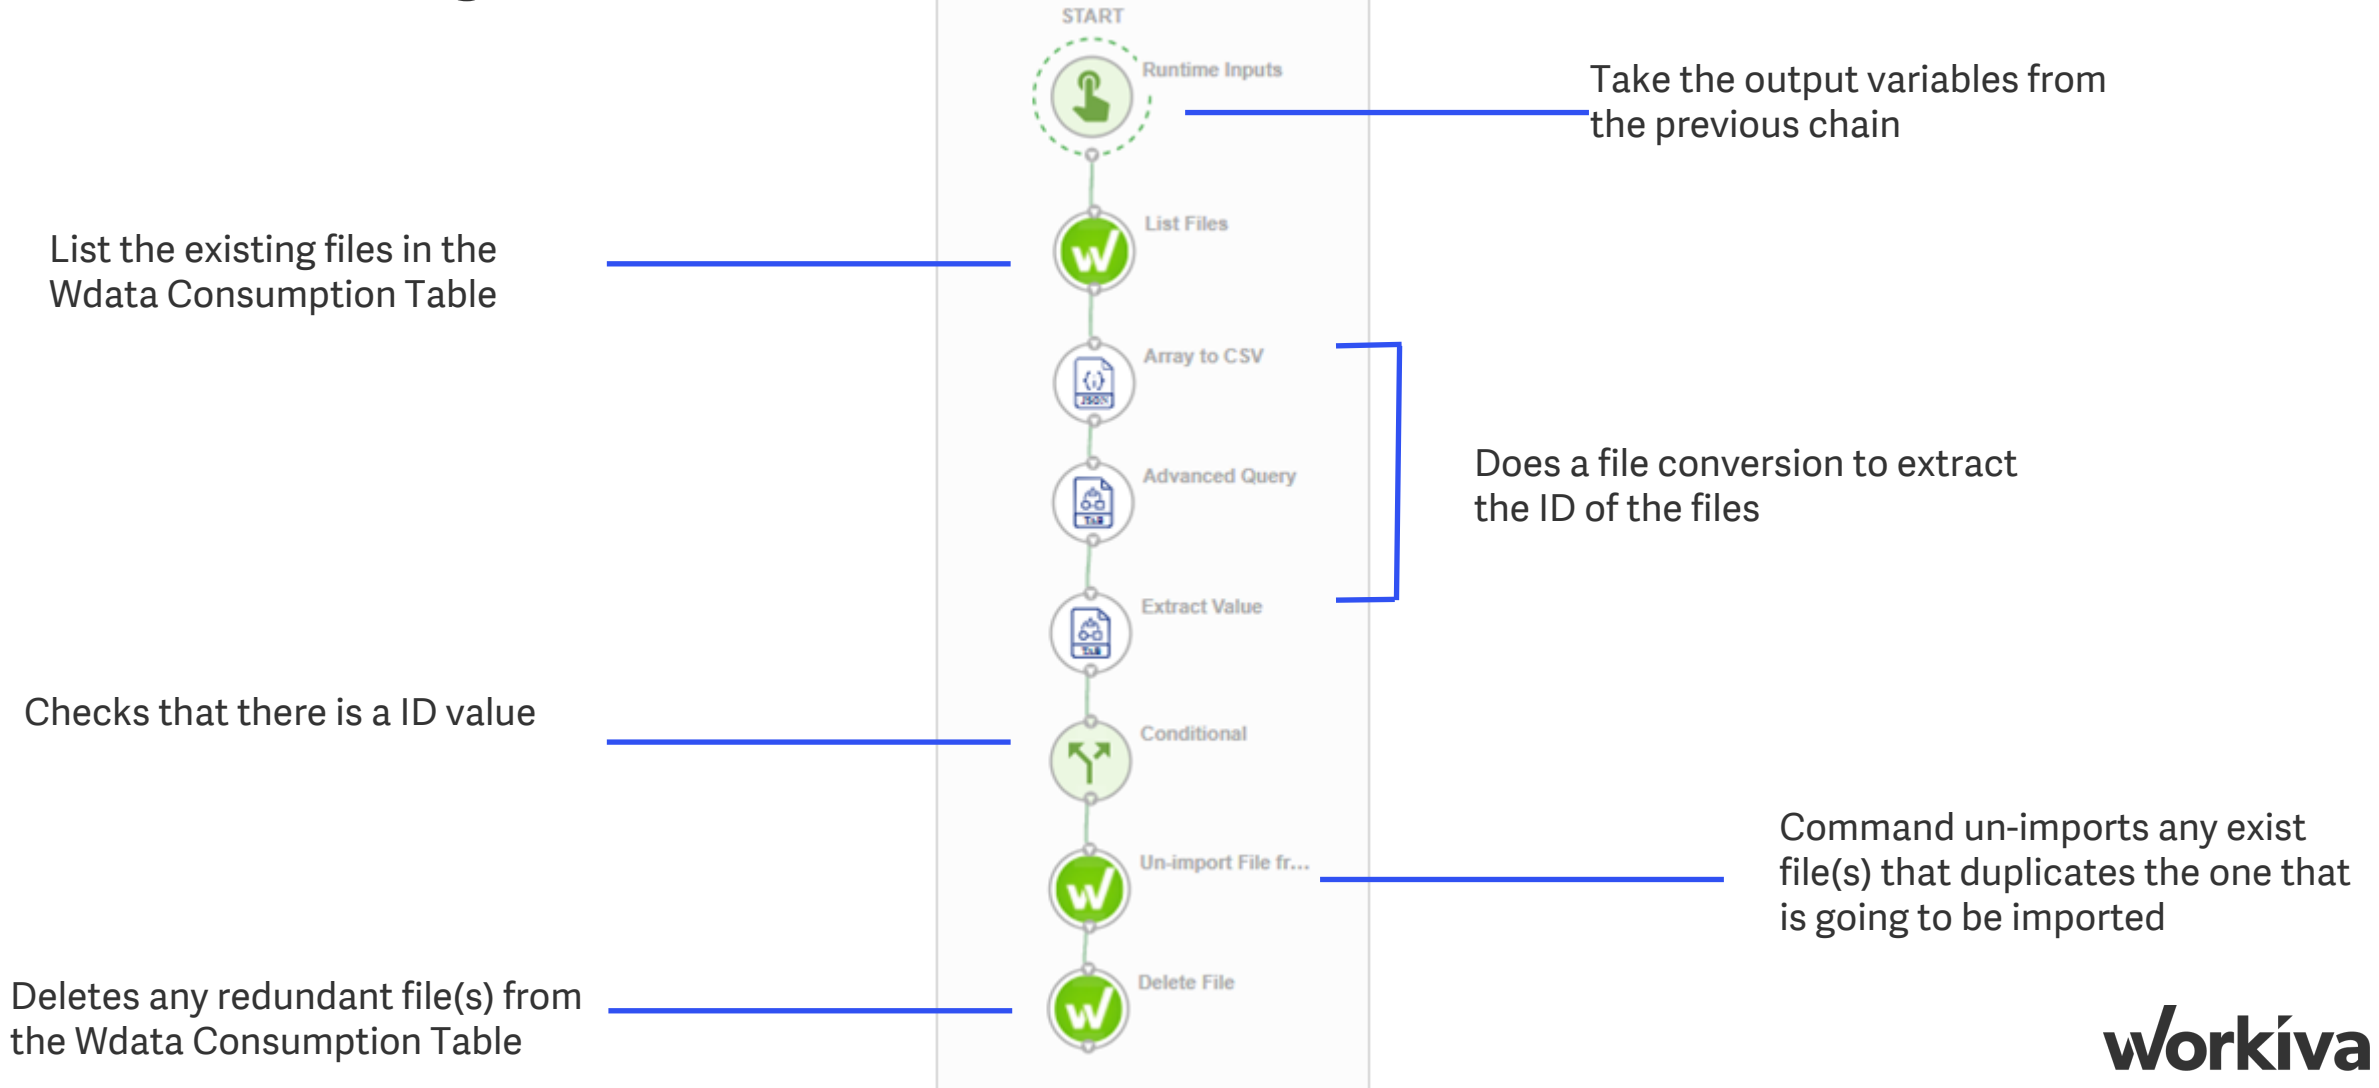 START
Runtime Inputs
Take the output variables from
the previous chain
List Files
List the existing files in the
Wdata Consumption Table
Array to CSV
{i}
JSON
Advanced Query
TAB
Does a file conversion to extract
the ID of the files
Extract Value
TAB
Checks that there is a ID value
Conditional
Un-import File fr...
Command un-imports any exist
file(s) that duplicates the one that
is going to be imported
Delete File
Deletes any redundant file(s) from
the Wdata Consumption Table
workiva